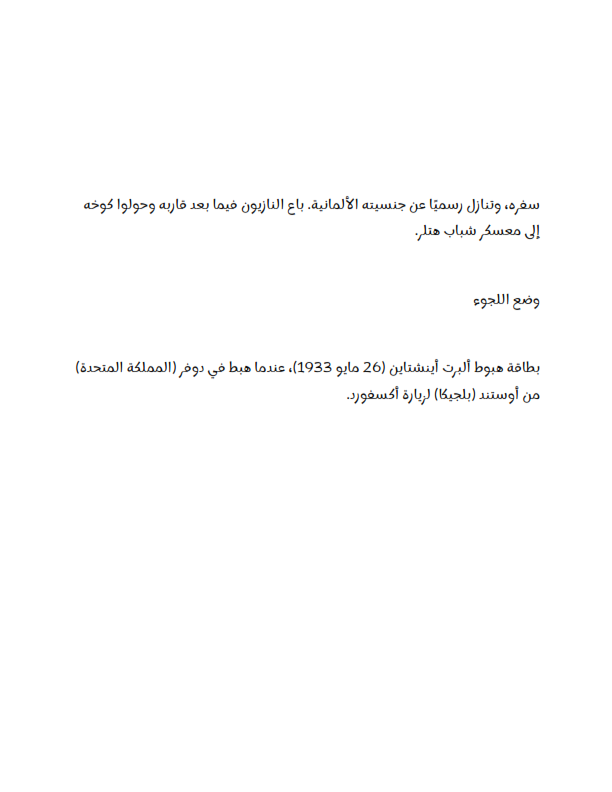 سفره، وتنازل رسميًا عن جنسيته الألمانية. باع النازيون فيما بعد قاربه وحولوا كوخه
إلى معسكر شباب هتلر.
وضع اللجوء
بطاقة هبوط ألبرت أينشتاين (26 مايو 1933)، عندما هبط في دوفر (المملكة المتحدة)
من أوستند (بلجيكا) لزيارة أكسفورد.